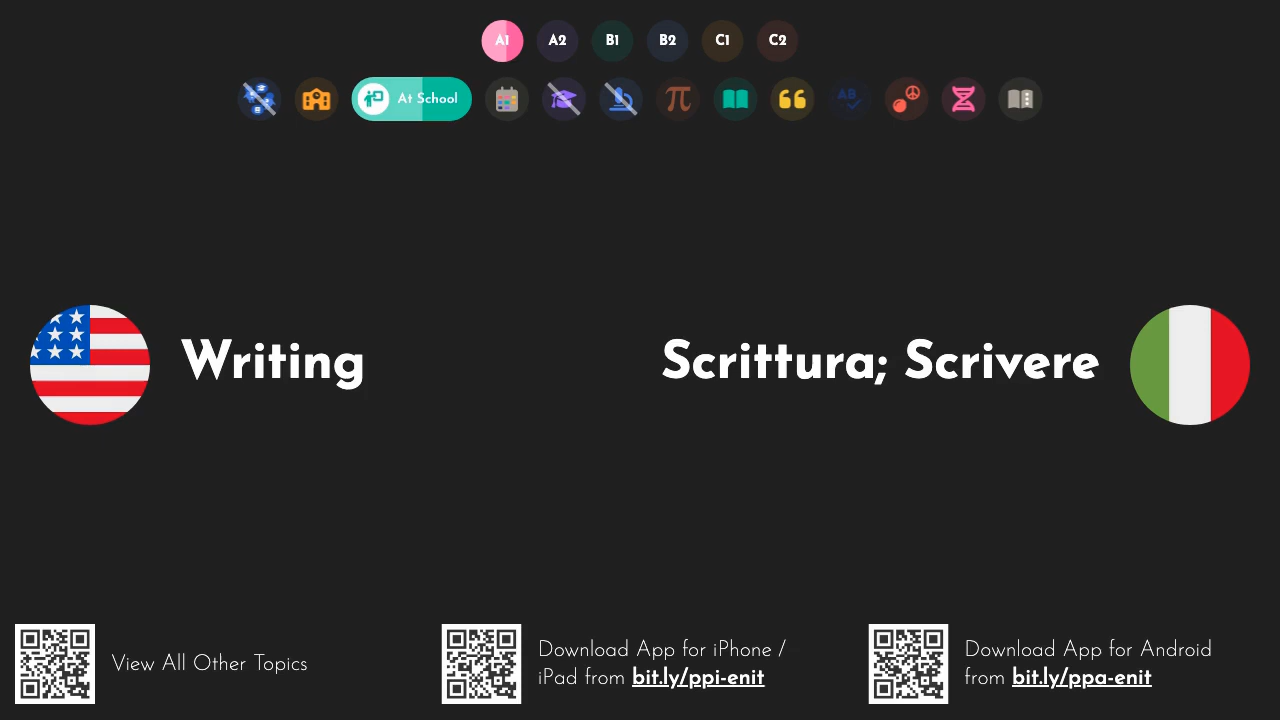 A1 A2 B1 B2 C1 C2
At School
Writing
Scrittura; Scrivere
View All Other Topics
Download App for iPhone /
iPad from bit.ly/ppi-enit
Download App for Android
from bit.ly/ppa-enit